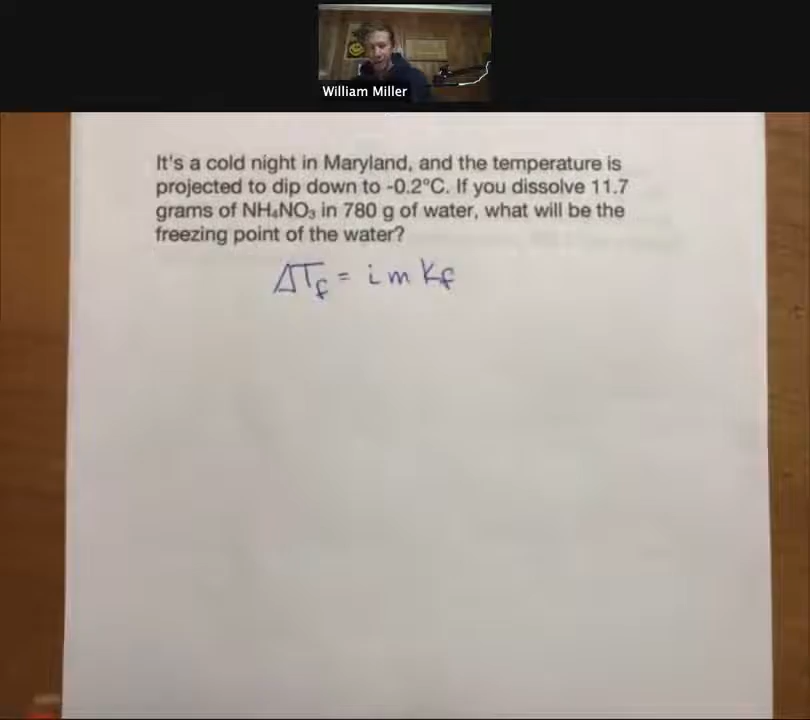 William Miller
It's a cold night in Maryland, and the temperature is
projected to dip down to -0.2°C. If you dissolve 11.7
grams of NH₄NO₃ in 780 g of water, what will be the
freezing point of the water?
ΔTf = i m Kf